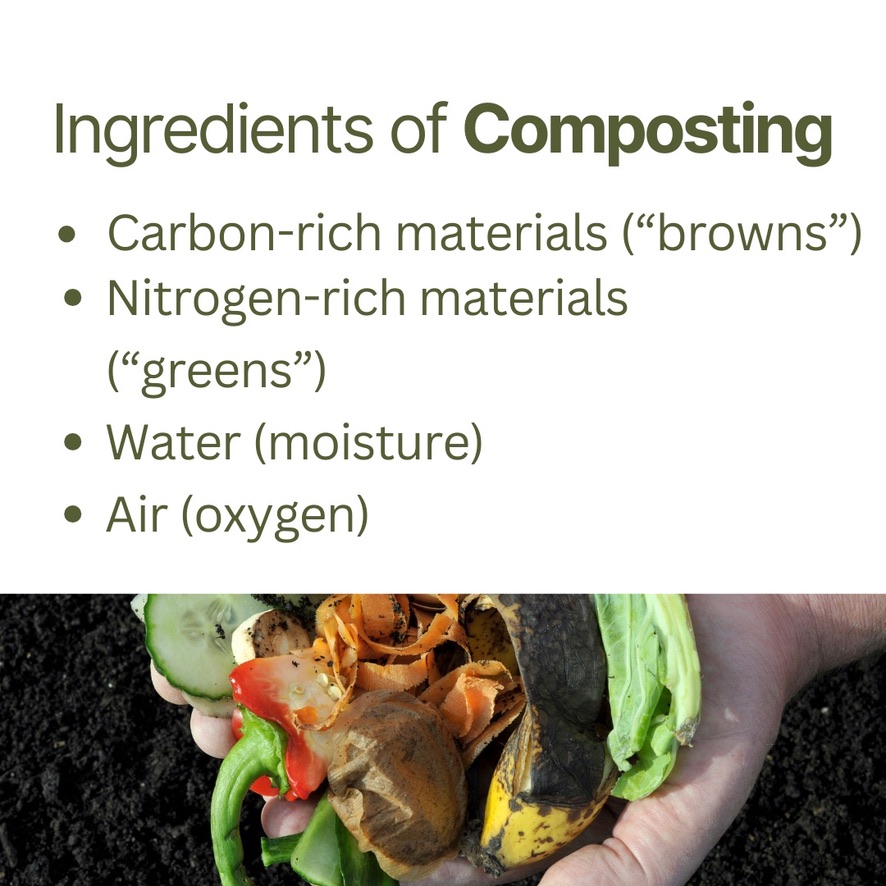 Ingredients of Composting
• Carbon-rich materials (“browns”)
• Nitrogen-rich materials
(“greens”)
• Water (moisture)
• Air (oxygen)